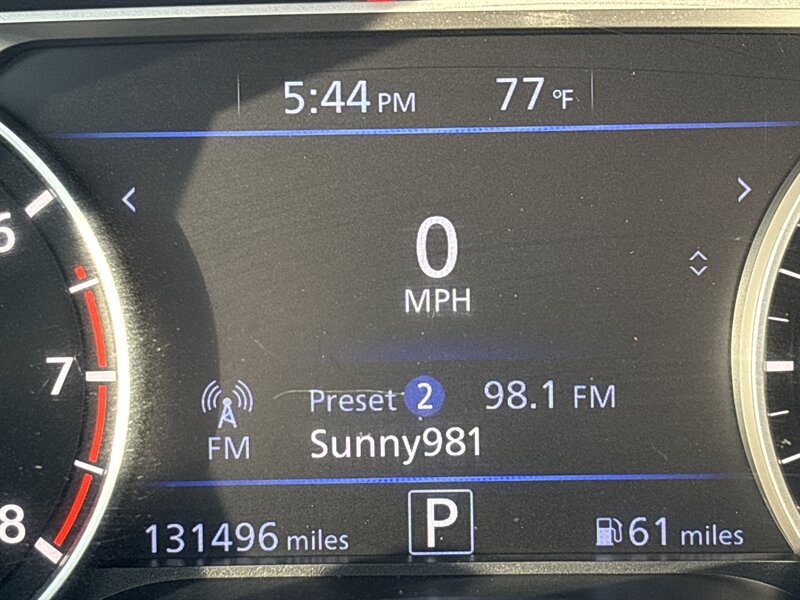 5:44 PM 77 °F
< >
0
MPH
6
7
8
Preset 2 98.1 FM
FM Sunny981
131496 miles P 61 miles